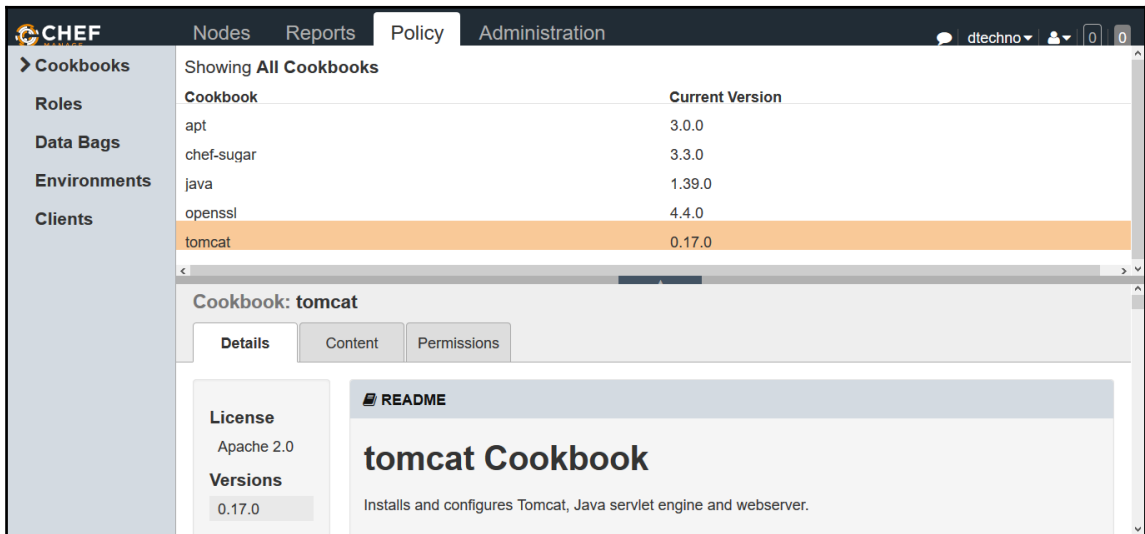 CHEF
MANAGE
Nodes Reports Policy Administration
dtechno 0 0
Cookbooks
Roles
Data Bags
Environments
Clients
Showing All Cookbooks
Cookbook Current Version
apt 3.0.0
chef-sugar 3.3.0
java 1.39.0
openssl 4.4.0
tomcat 0.17.0
Cookbook: tomcat
Details Content Permissions
License
Apache 2.0
Versions
0.17.0
README
tomcat Cookbook
Installs and configures Tomcat, Java servlet engine and webserver.